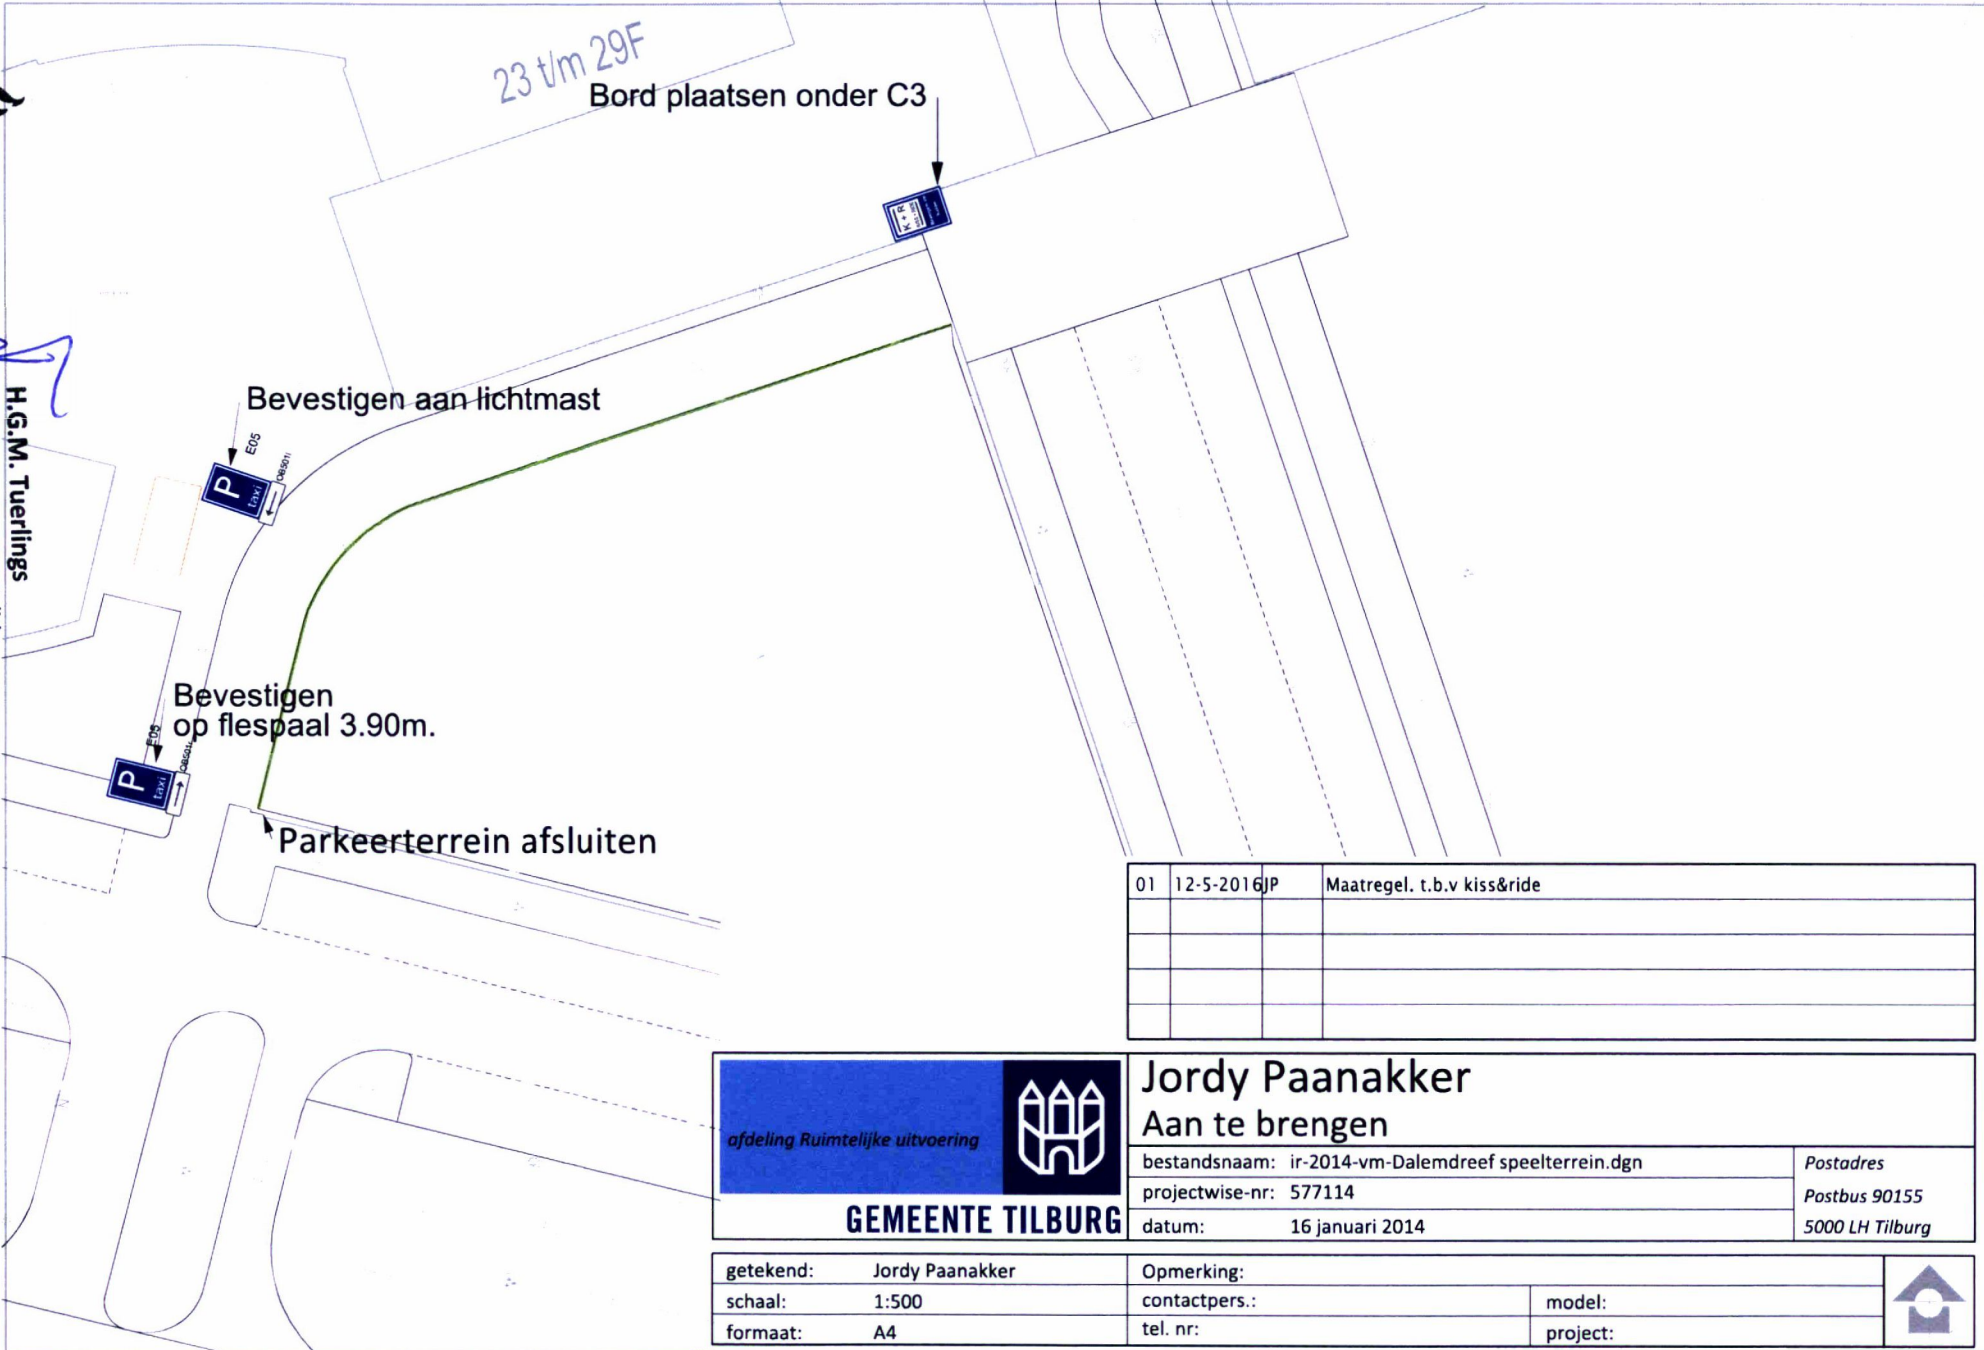 23 t/m 29F
Bord plaatsen onder C3
K + R
Bevestigen aan lichtmast
E05
OB501l
P
taxi
H.G.M. Tuerlings
Bevestigen
op flespaal 3.90m.
E05
OB501r
P
taxi
Parkeerterrein afsluiten
01 12-5-2016 JP Maatregel. t.b.v kiss&ride
afdeling Ruimtelijke uitvoering
GEMEENTE TILBURG
Jordy Paanakker
Aan te brengen
bestandsnaam: ir-2014-vm-Dalemdreef speelterrein.dgn
projectwise-nr: 577114
datum: 16 januari 2014
Postadres
Postbus 90155
5000 LH Tilburg
getekend: Jordy Paanakker
schaal: 1:500
formaat: A4
Opmerking:
contactpers.:
tel. nr:
model:
project: